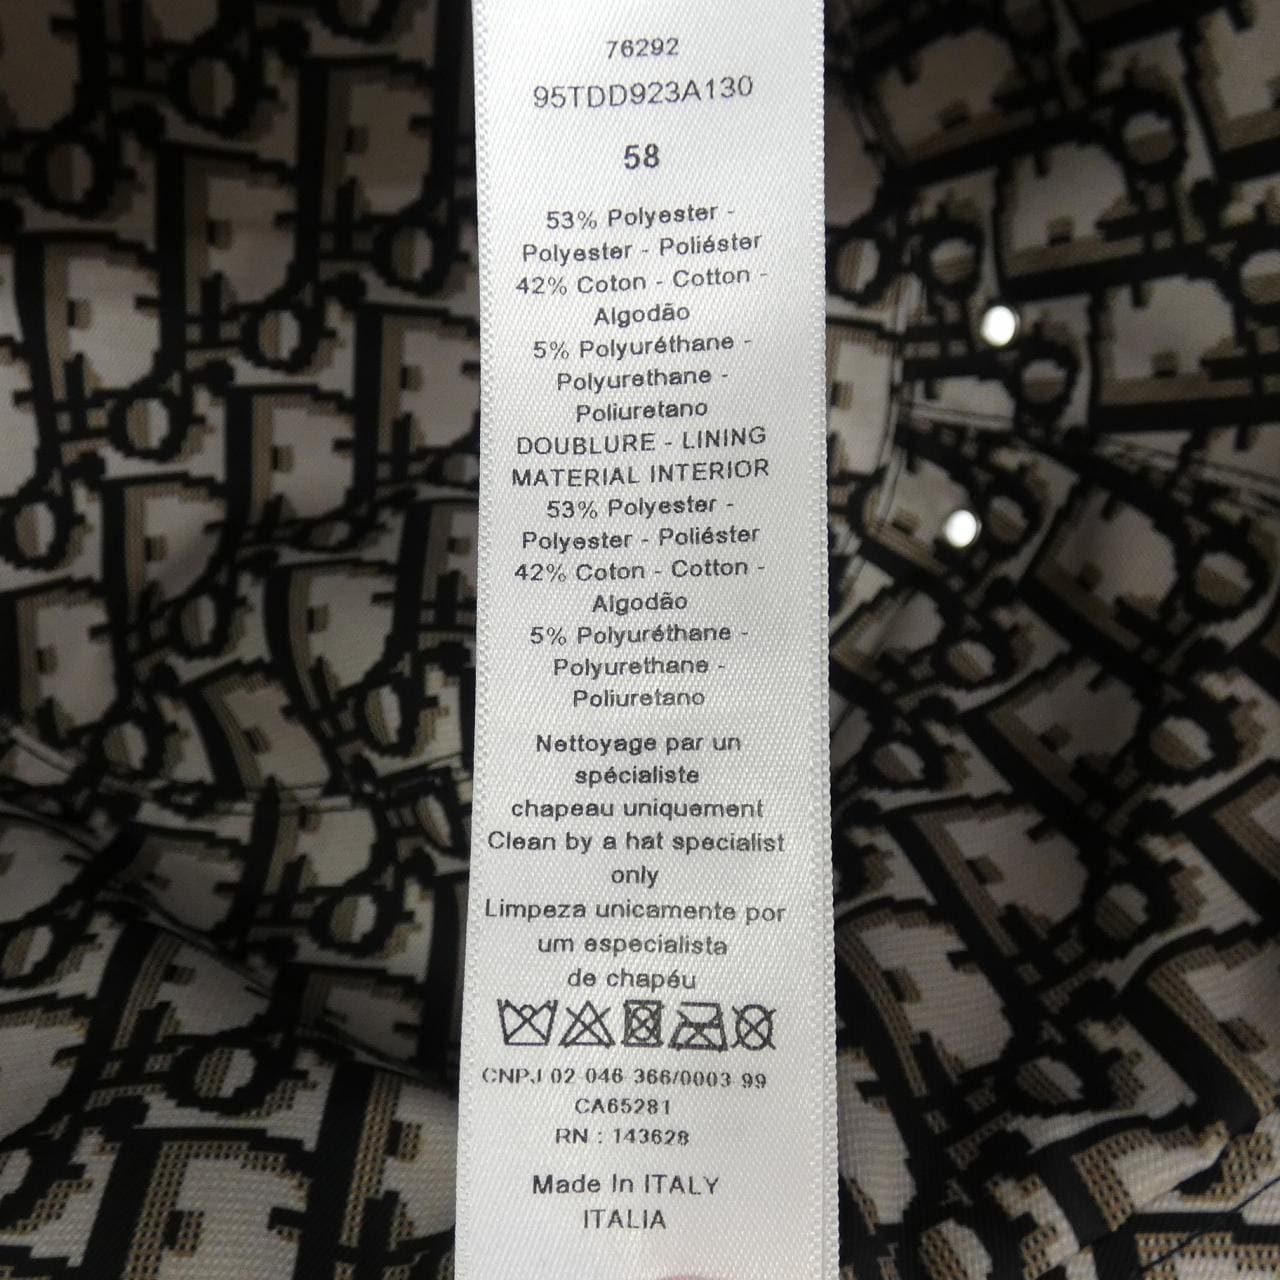 76292
95TDD923A130
58
53% Polyester -
Polyester - Poliéster
42% Coton - Cotton -
Algodão
5% Polyuréthane -
Polyurethane -
Poliuretano
DOUBLURE - LINING
MATERIAL INTERIOR
53% Polyester -
Polyester - Poliéster
42% Coton - Cotton -
Algodão
5% Polyuréthane -
Polyurethane -
Poliuretano
Nettoyage par un
spécialiste
chapeau uniquement
Clean by a hat specialist
only
Limpeza unicamente por
um especialista
de chapéu
CNPJ 02 046 366/0003 99
CA65281
RN : 143628
Made In ITALY
ITALIA